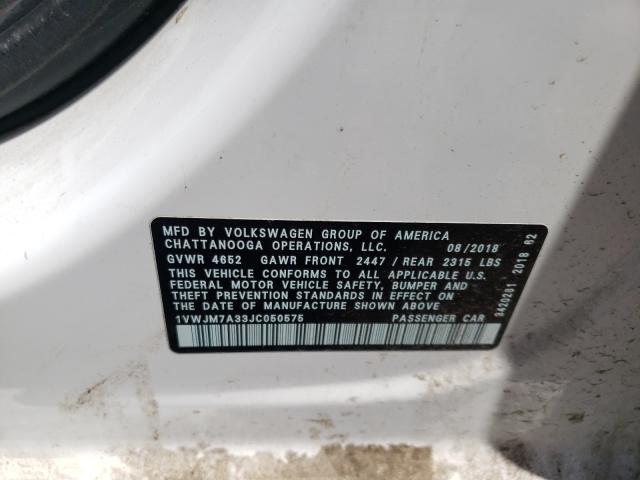 MFD BY VOLKSWAGEN GROUP OF AMERICA
CHATTANOOGA OPERATIONS, LLC. 08/2018
GVWR 4652 GAWR FRONT 2447 / REAR 2315 LBS
THIS VEHICLE CONFORMS TO ALL APPLICABLE U.S.
FEDERAL MOTOR VEHICLE SAFETY, BUMPER AND
THEFT PREVENTION STANDARDS IN EFFECT ON
THE DATE OF MANUFACTURE SHOWN ABOVE.
1VWJM7A33JC050575 PASSENGER CAR
3420281 2018 62